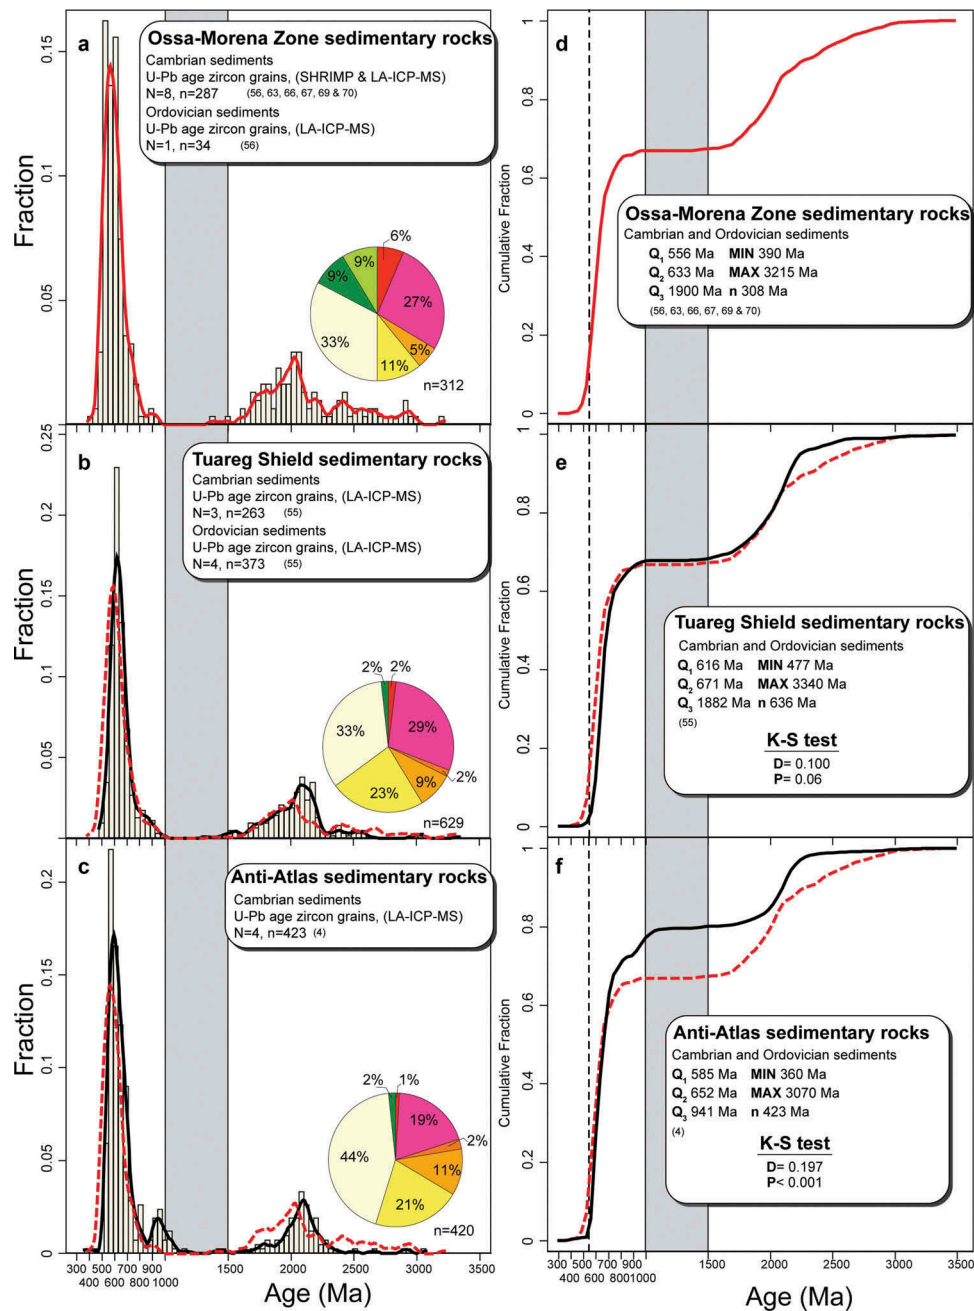 a
Ossa-Morena Zone sedimentary rocks
Cambrian sediments
U-Pb age zircon grains, (SHRIMP & LA-ICP-MS)
N=8, n=287 (56, 63, 66, 67, 69 & 70)
Ordovician sediments
U-Pb age zircon grains, (LA-ICP-MS)
N=1, n=34 (56)
Fraction
0.15
0.1
0.05
6%
27%
5%
11%
33%
9%
9%
n=312
b
Tuareg Shield sedimentary rocks
Cambrian sediments
U-Pb age zircon grains, (LA-ICP-MS)
N=3, n=263 (55)
Ordovician sediments
U-Pb age zircon grains, (LA-ICP-MS)
N=4, n=373 (55)
Fraction
0.25
0.2
0.15
0.1
0.05
0
2%
2%
29%
2%
9%
23%
33%
n=629
c
Anti-Atlas sedimentary rocks
Cambrian sediments
U-Pb age zircon grains, (LA-ICP-MS)
N=4, n=423 (4)
Fraction
0.2
0.15
0.1
0.05
0
2%
1%
19%
2%
11%
21%
44%
n=420
300 600 1500 2000 2500 3000 3500
400 800 1000
Age (Ma)
d
Cumulative Fraction
1
0.8
0.6
0.4
0.2
0
Ossa-Morena Zone sedimentary rocks
Cambrian and Ordovician sediments
Q1 556 Ma MIN 390 Ma
Q2 633 Ma MAX 3215 Ma
Q3 1900 Ma n 308 Ma
(56, 63, 66, 67, 69 & 70)
e
Cumulative Fraction
1
0.8
0.6
0.4
0.2
0
Tuareg Shield sedimentary rocks
Cambrian and Ordovician sediments
Q1 616 Ma MIN 477 Ma
Q2 671 Ma MAX 3340 Ma
Q3 1882 Ma n 636 Ma
(55)
K-S test
D= 0.100
P= 0.06
f
Cumulative Fraction
1
0.8
0.6
0.4
0.2
0
Anti-Atlas sedimentary rocks
Cambrian and Ordovician sediments
Q1 585 Ma MIN 360 Ma
Q2 652 Ma MAX 3070 Ma
Q3 941 Ma n 423 Ma
(4)
K-S test
D= 0.197
P< 0.001
300 600 1500 2000 2500 3000 3500
400 800 1000
Age (Ma)